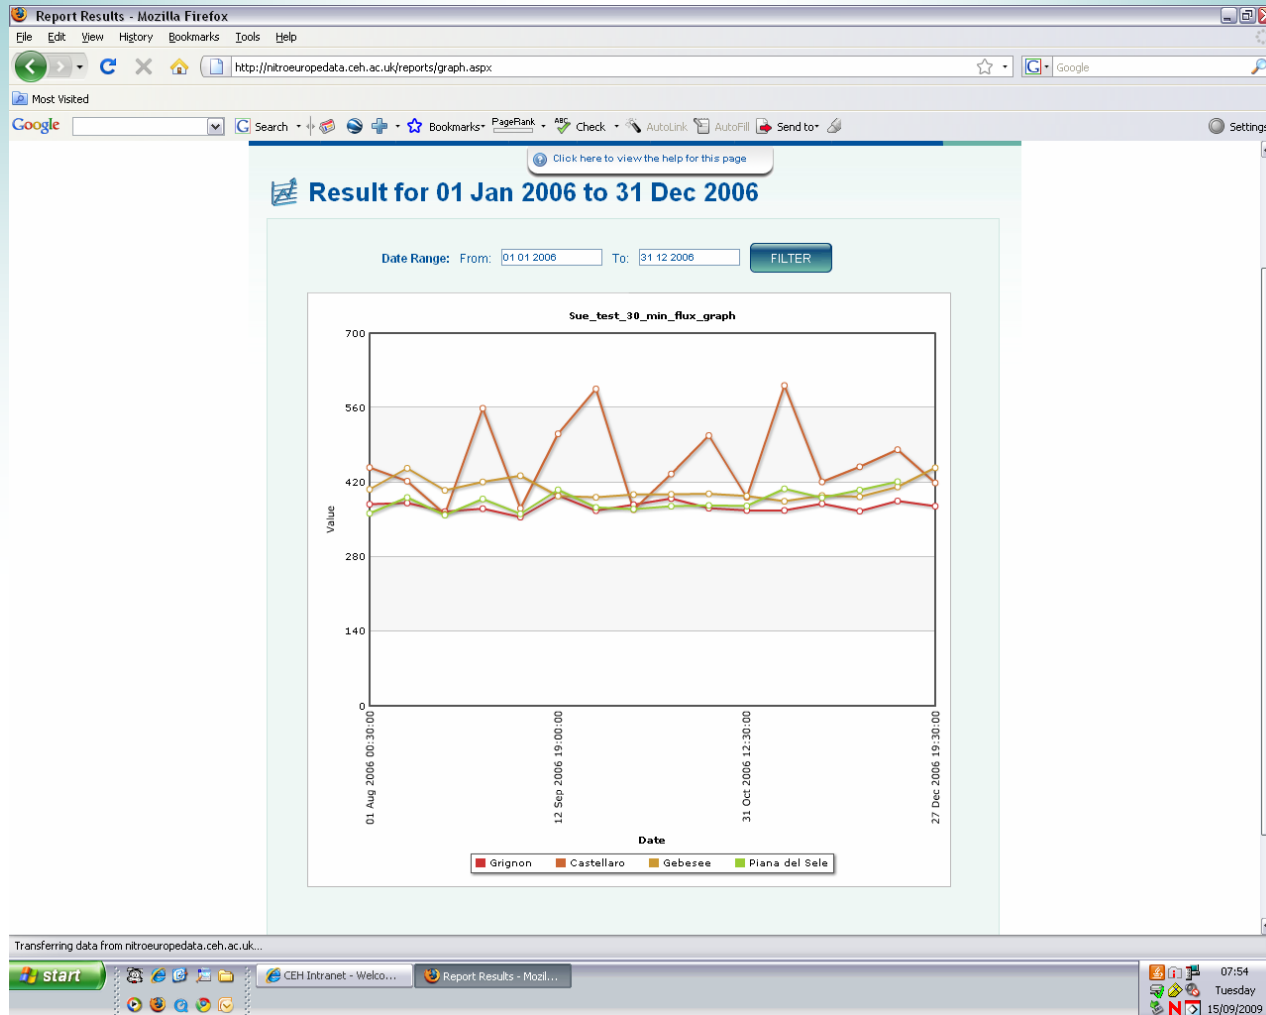 Report Results - Mozilla Firefox
File Edit View History Bookmarks Tools Help
http://nitroeuropedata.ceh.ac.uk/reports/graph.aspx
G Google
Most Visited
Google G Search Bookmarks PageRank ABC Check AutoLink AutoFill Send to Settings
Click here to view the help for this page
Result for 01 Jan 2006 to 31 Dec 2006
Date Range: From: 01 01 2006 To: 31 12 2006 FILTER
Sue_test_30_min_flux_graph
700
560
420
280
140
0
Value
01 Aug 2006 00:30:00
12 Sep 2006 19:00:00
31 Oct 2006 12:30:00
27 Dec 2006 19:30:00
Date
Grignon Castellaro Gebesee Piana del Sele
Transferring data from nitroeuropedata.ceh.ac.uk...
start CEH Intranet - Welco... Report Results - Mozil... 07:54
Tuesday
N 15/09/2009